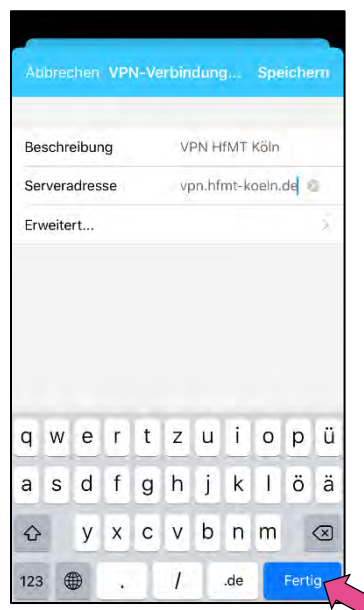 Abbrechen VPN-Verbindung... Speichern
Beschreibung VPN HfMT Köln
Serveradresse vpn.hfmt-koeln.de
Erweitert...
q w e r t z u i o p ü
a s d f g h j k l ö ä
y x c v b n m
123 . / .de Fertig